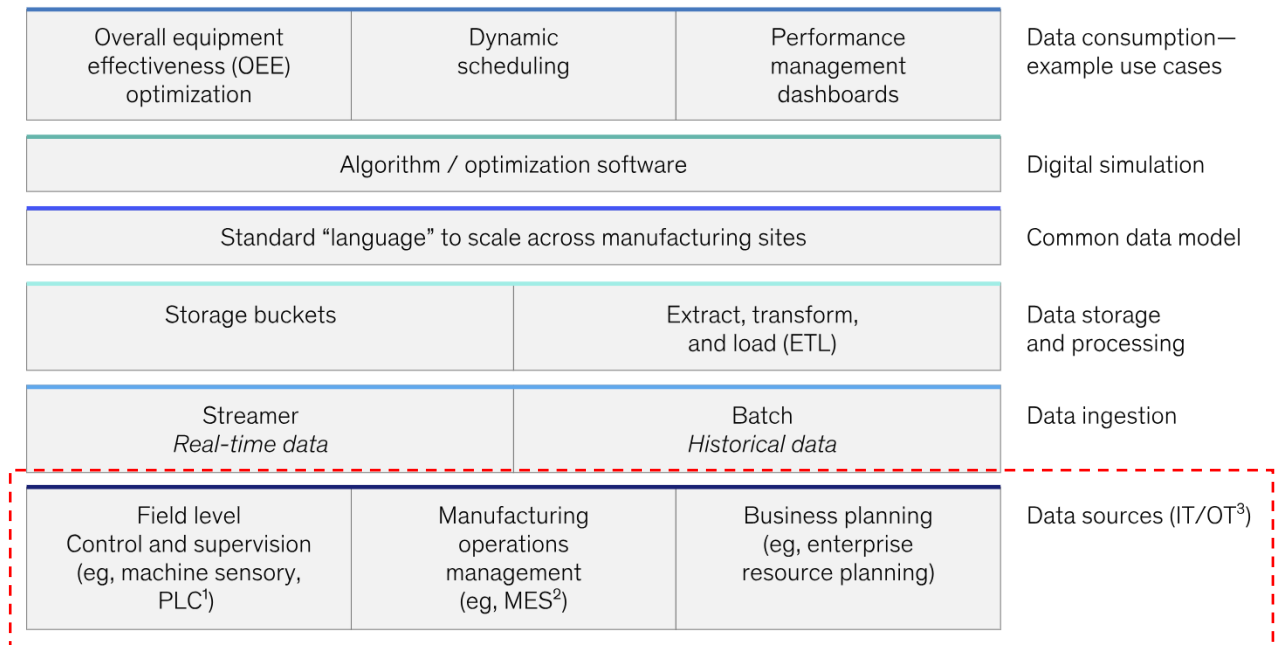 Overall equipment
effectiveness (OEE)
optimization
Dynamic
scheduling
Performance
management
dashboards
Data consumption—
example use cases
Algorithm / optimization software
Digital simulation
Standard “language” to scale across manufacturing sites
Common data model
Storage buckets
Extract, transform,
and load (ETL)
Data storage
and processing
Streamer
Real-time data
Batch
Historical data
Data ingestion
Field level
Control and supervision
(eg, machine sensory,
PLC¹)
Manufacturing
operations
management
(eg, MES²)
Business planning
(eg, enterprise
resource planning)
Data sources (IT/OT³)